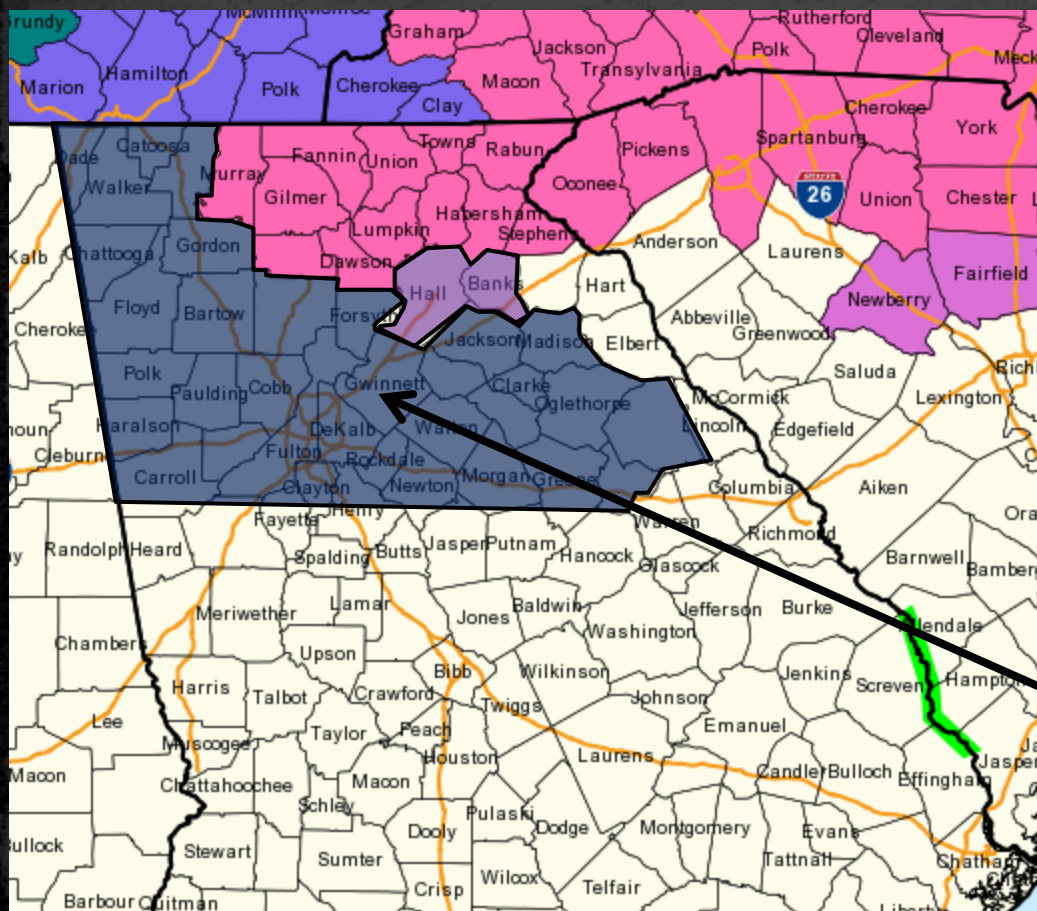 Grundy
Graham
Rutherford
Cleveland
Jackson
Polk
Meck
Marion
Hamilton
Polk
Cherokee
Macon
Transylvania
Clay
Cherokee
York
Spartanburg
Catoosa
Dade
Towns
Fannin
Union
Rabun
Pickens
Walker
Murray
Gilmer
Oconee
26
Union
Chester
Habersham
Lumpkin
Stephens
Gordon
Chattooga
Dawson
Anderson
Laurens
Kalb
Fairfield
Hall
Banks
Hart
Newberry
Floyd
Bartow
Forsyth
Abbeville
Greenwood
Cherokee
Jackson
Madison
Elbert
Saluda
Richl
Polk
Paulding
Cobb
Gwinnett
Clarke
Oglethorpe
McCormick
Lexington
Haralson
DeKalb
Walton
Lincoln
Edgefield
Cleburn
Fulton
Rockdale
Carroll
Clayton
Newton
Morgan
Greene
Columbia
Aiken
Henry
Fayette
Warren
Richmond
Ora
Randolph
Heard
Spalding
Butts
Jasper
Putnam
Hancock
Glascock
Barnwell
Bamberg
Meriwether
Lamar
Jones
Baldwin
Jefferson
Burke
Washington
Allendale
Chambers
Upson
Bibb
Wilkinson
Jenkins
Screven
Hampton
Harris
Talbot
Crawford
Twiggs
Johnson
Lee
Muscogee
Taylor
Peach
Houston
Emanuel
Laurens
Jasper
Macon
Chattahoochee
Macon
Candler
Bulloch
Effingham
Schley
Pulaski
Dooly
Dodge
Montgomery
Evans
Bullock
Stewart
Sumter
Tattnall
Chatham
Wilcox
Crisp
Telfair
Barbour
Quitman
Liberty